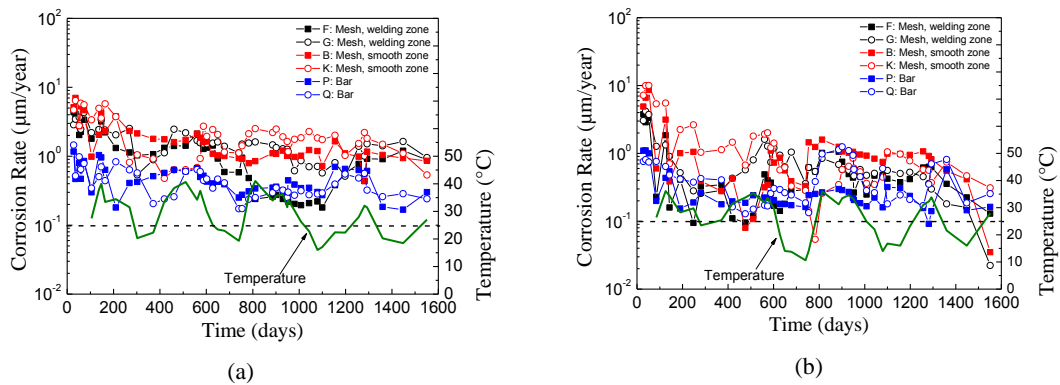 10²
10¹
10⁰
10⁻¹
10⁻²
Corrosion Rate (μm/year)
F: Mesh, welding zone
G: Mesh, welding zone
B: Mesh, smooth zone
K: Mesh, smooth zone
P: Bar
Q: Bar
50
40
30
20
10
0
Temperature (°C)
Temperature
0 200 400 600 800 1000 1200 1400 1600
Time (days)
(a)
10²
10¹
10⁰
10⁻¹
10⁻²
Corrosion Rate (μm/year)
F: Mesh, welding zone
G: Mesh, welding zone
B: Mesh, smooth zone
K: Mesh, smooth zone
P: Bar
Q: Bar
50
40
30
20
10
0
Temperature (°C)
Temperature
0 200 400 600 800 1000 1200 1400 1600
Time (days)
(b)